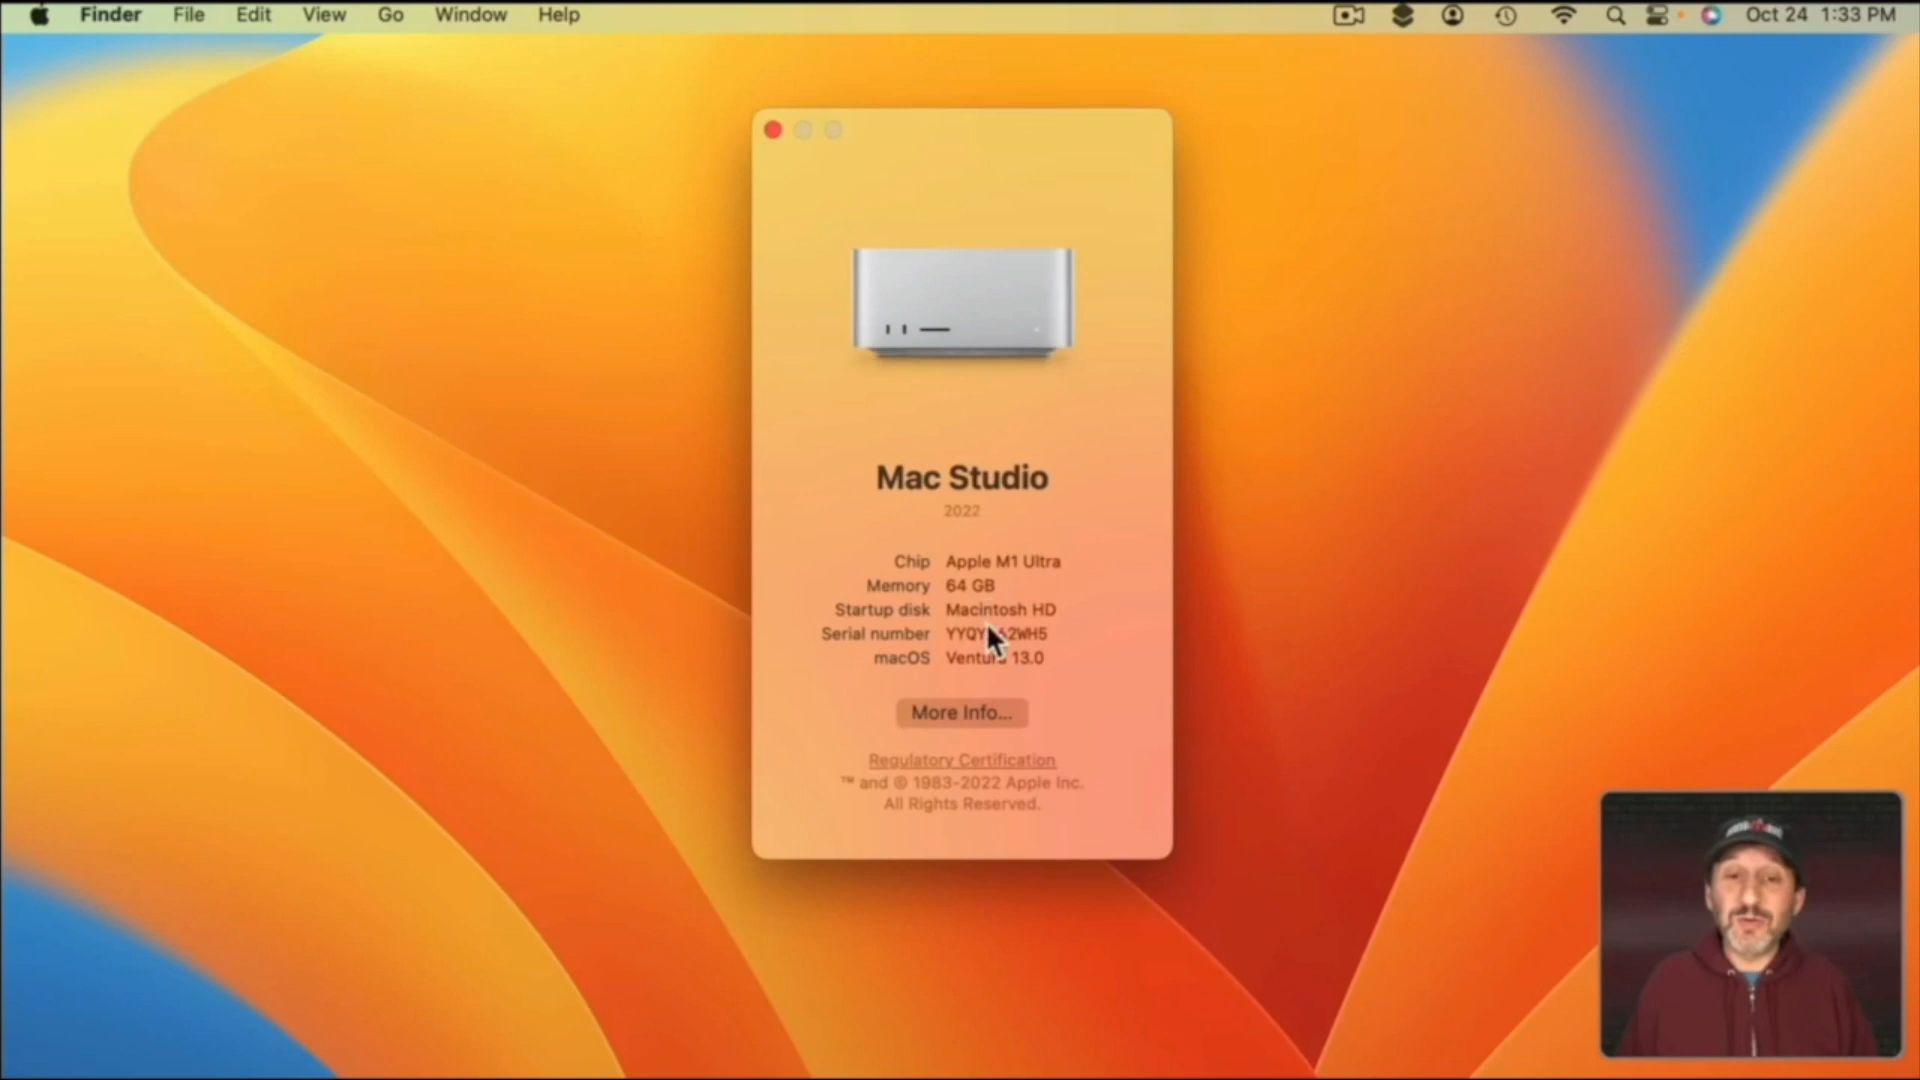 Finder File Edit View Go Window Help Oct 24 1:33 PM
Mac Studio
2022
Chip Apple M1 Ultra
Memory 64 GB
Startup disk Macintosh HD
Serial number
macOS Ventura 13.0
More Info...
Regulatory Certification
™ and © 1983-2022 Apple Inc.
All Rights Reserved.